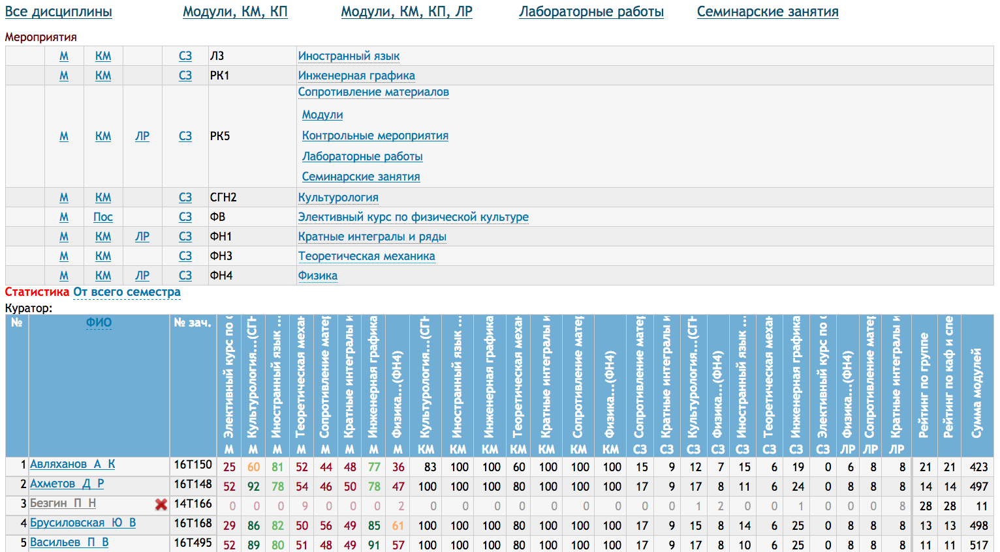 Все дисциплины Модули, КМ, КП Модули, КМ, КП, ЛР Лабораторные работы Семинарские занятия
Мероприятия
М КМ СЗ Л3 Иностранный язык
М КМ СЗ РК1 Инженерная графика
Сопротивление материалов
Модули
М КМ ЛР СЗ РК5 Контрольные мероприятия
Лабораторные работы
Семинарские занятия
М КМ СЗ СГН2 Культурология
М Пос СЗ ФВ Элективный курс по физической культуре
М КМ ЛР СЗ ФН1 Кратные интегралы и ряды
М КМ СЗ ФН3 Теоретическая механика
М КМ ЛР СЗ ФН4 Физика
Статистика От всего семестра
Куратор:
№ ФИО № зач.
Элективный курс по с М
Культурология...(СГН М
Иностранный язык ... М
Теоретическая механ М
Сопротивление матер М
Кратные интегралы и М
Инженерная графика М
Физика...(ФН4) М
Культурология...(СГН КМ
Иностранный язык ... КМ
Инженерная графика КМ
Теоретическая механ КМ
Кратные интегралы и КМ
Сопротивление матер КМ
Физика...(ФН4) КМ
Сопротивление матер СЗ
Кратные интегралы и СЗ
Культурология...(СГН СЗ
Физика...(ФН4) СЗ
Иностранный язык ... СЗ
Теоретическая механ СЗ
Инженерная графика СЗ
Элективный курс по с СЗ
Физика...(ФН4) ЛР
Сопротивление матер ЛР
Кратные интегралы и ЛР
Рейтинг по группе
Рейтинг по каф и спе
Сумма модулей
1 Авляханов А К 16Т150 25 60 81 52 44 48 77 36 83 100 100 60 100 100 100 15 9 12 7 15 6 19 0 6 8 8 21 21 423
2 Ахметов Д Р 16Т148 52 92 78 54 46 50 78 47 100 100 100 80 100 100 100 17 9 17 8 11 6 24 0 8 8 8 14 14 497
3 Безгин П Н 14Т166 0 0 0 9 0 0 0 2 0 0 0 0 0 0 0 0 0 1 2 0 0 1 0 0 0 8 28 28 11
4 Брусиловская Ю В 16Т168 29 86 82 50 56 49 85 61 100 100 100 80 100 100 100 17 9 15 8 14 6 25 0 8 8 8 13 13 498
5 Васильев П В 16Т495 52 89 80 51 48 49 91 57 100 100 100 80 100 100 100 17 9 17 8 10 6 25 0 8 8 8 11 11 517